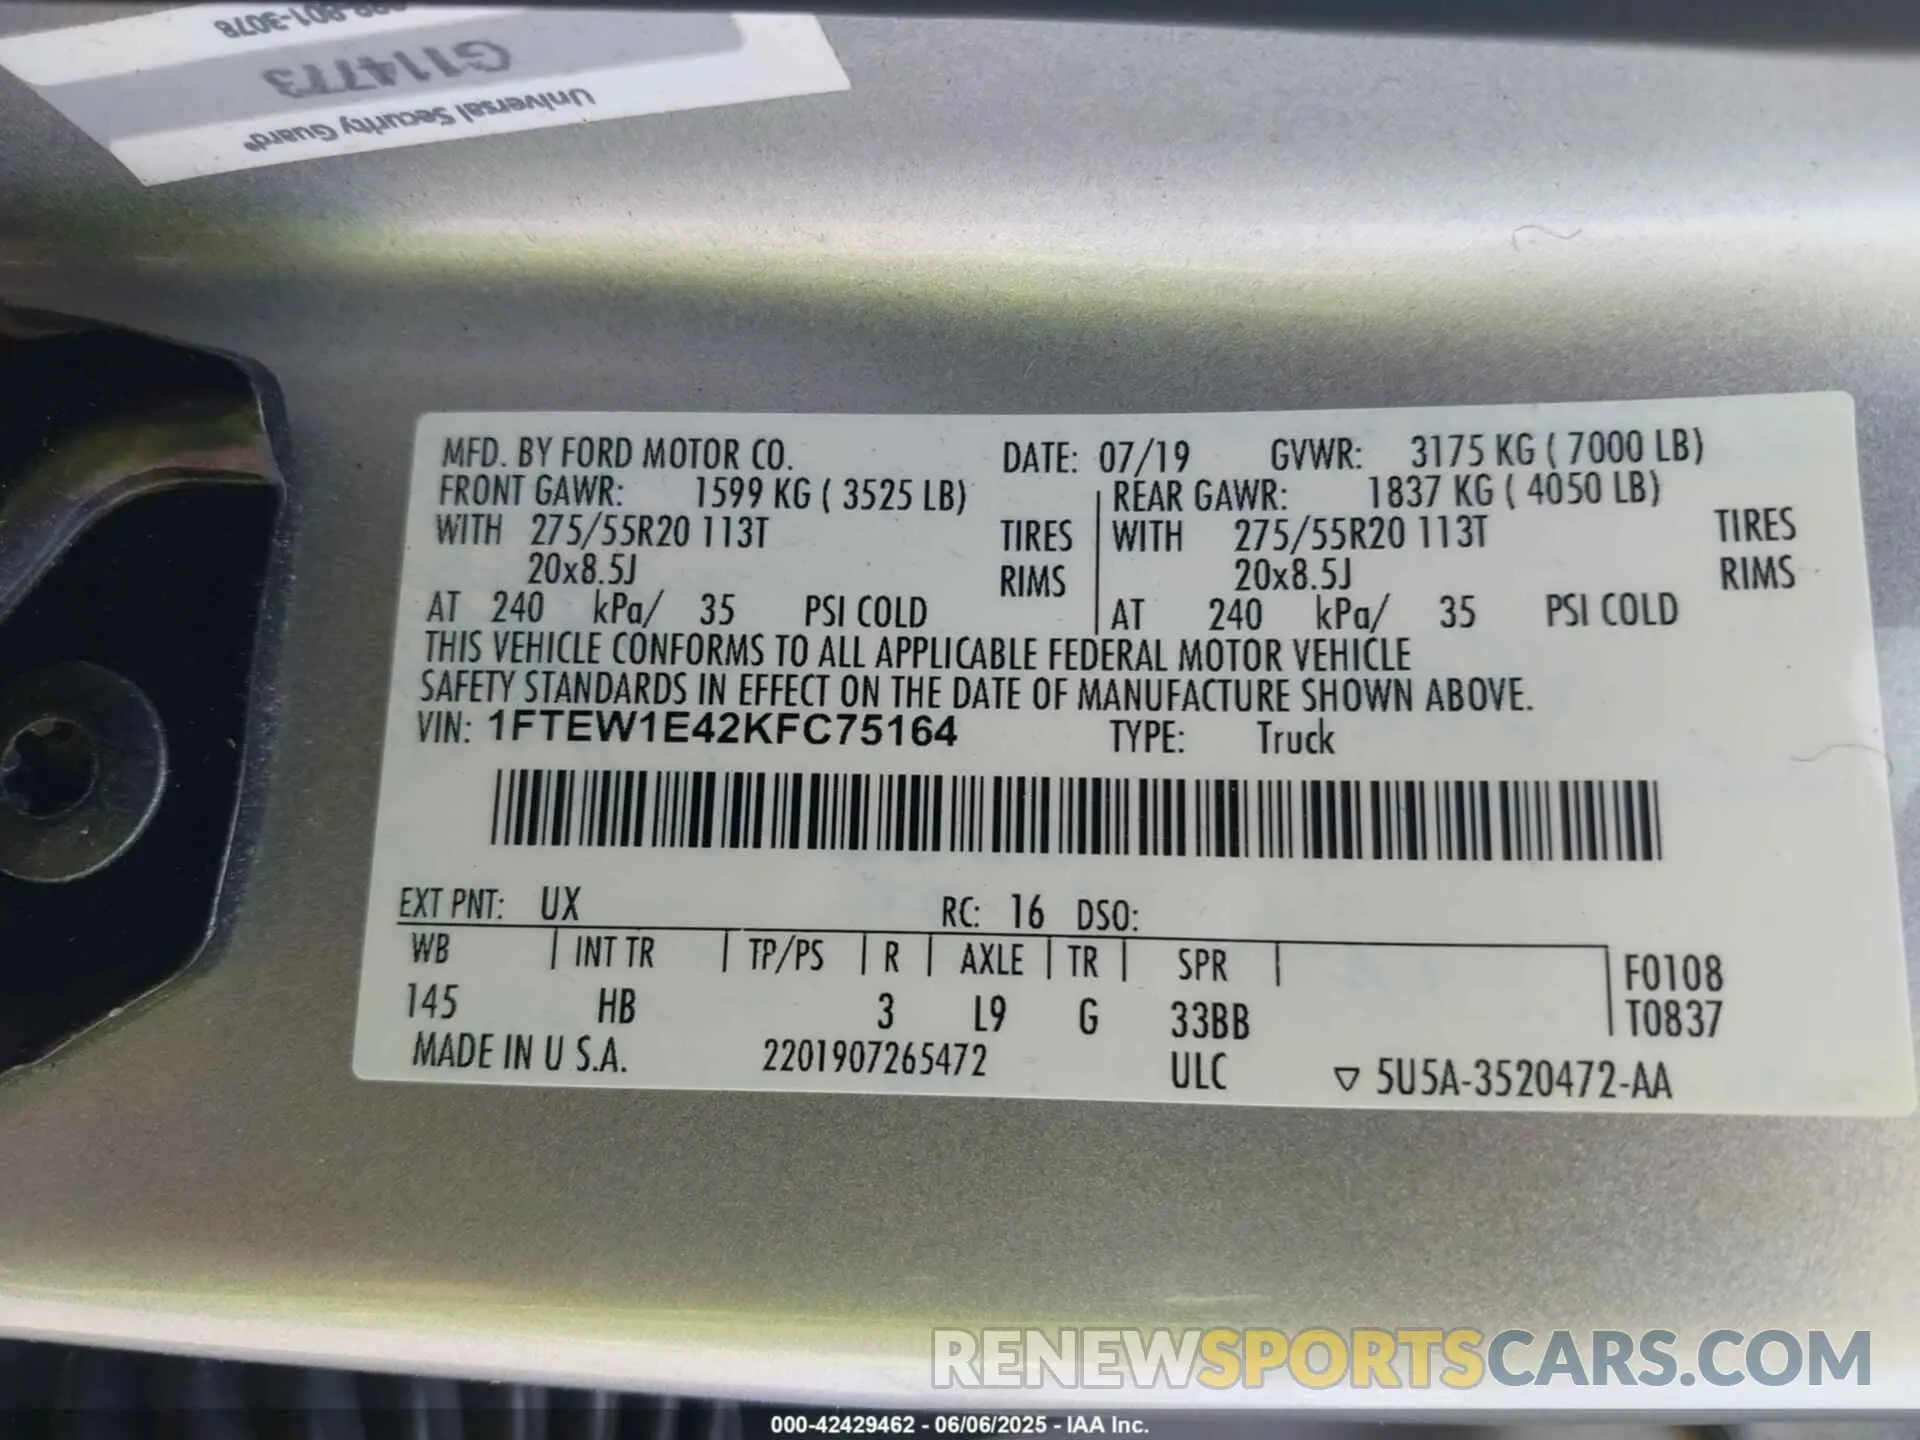 801-3078
G114773
Universal Security Guard®
MFD. BY FORD MOTOR CO. DATE: 07/19 GVWR: 3175 KG ( 7000 LB)
FRONT GAWR: 1599 KG ( 3525 LB) REAR GAWR: 1837 KG ( 4050 LB)
WITH 275/55R20 113T TIRES WITH 275/55R20 113T TIRES
20x8.5J RIMS 20x8.5J RIMS
AT 240 kPa/ 35 PSI COLD AT 240 kPa/ 35 PSI COLD
THIS VEHICLE CONFORMS TO ALL APPLICABLE FEDERAL MOTOR VEHICLE
SAFETY STANDARDS IN EFFECT ON THE DATE OF MANUFACTURE SHOWN ABOVE.
VIN: 1FTEW1E42KFC75164 TYPE: Truck
EXT PNT: UX RC: 16 DSO:
WB INT TR TP/PS R AXLE TR SPR F0108
145 HB 3 L9 G 33BB T0837
MADE IN U S.A. 2201907265472 ULC ▽ 5U5A-3520472-AA
RENEWSPORTSCARS.COM
000-42429462 - 06/06/2025 - IAA Inc.